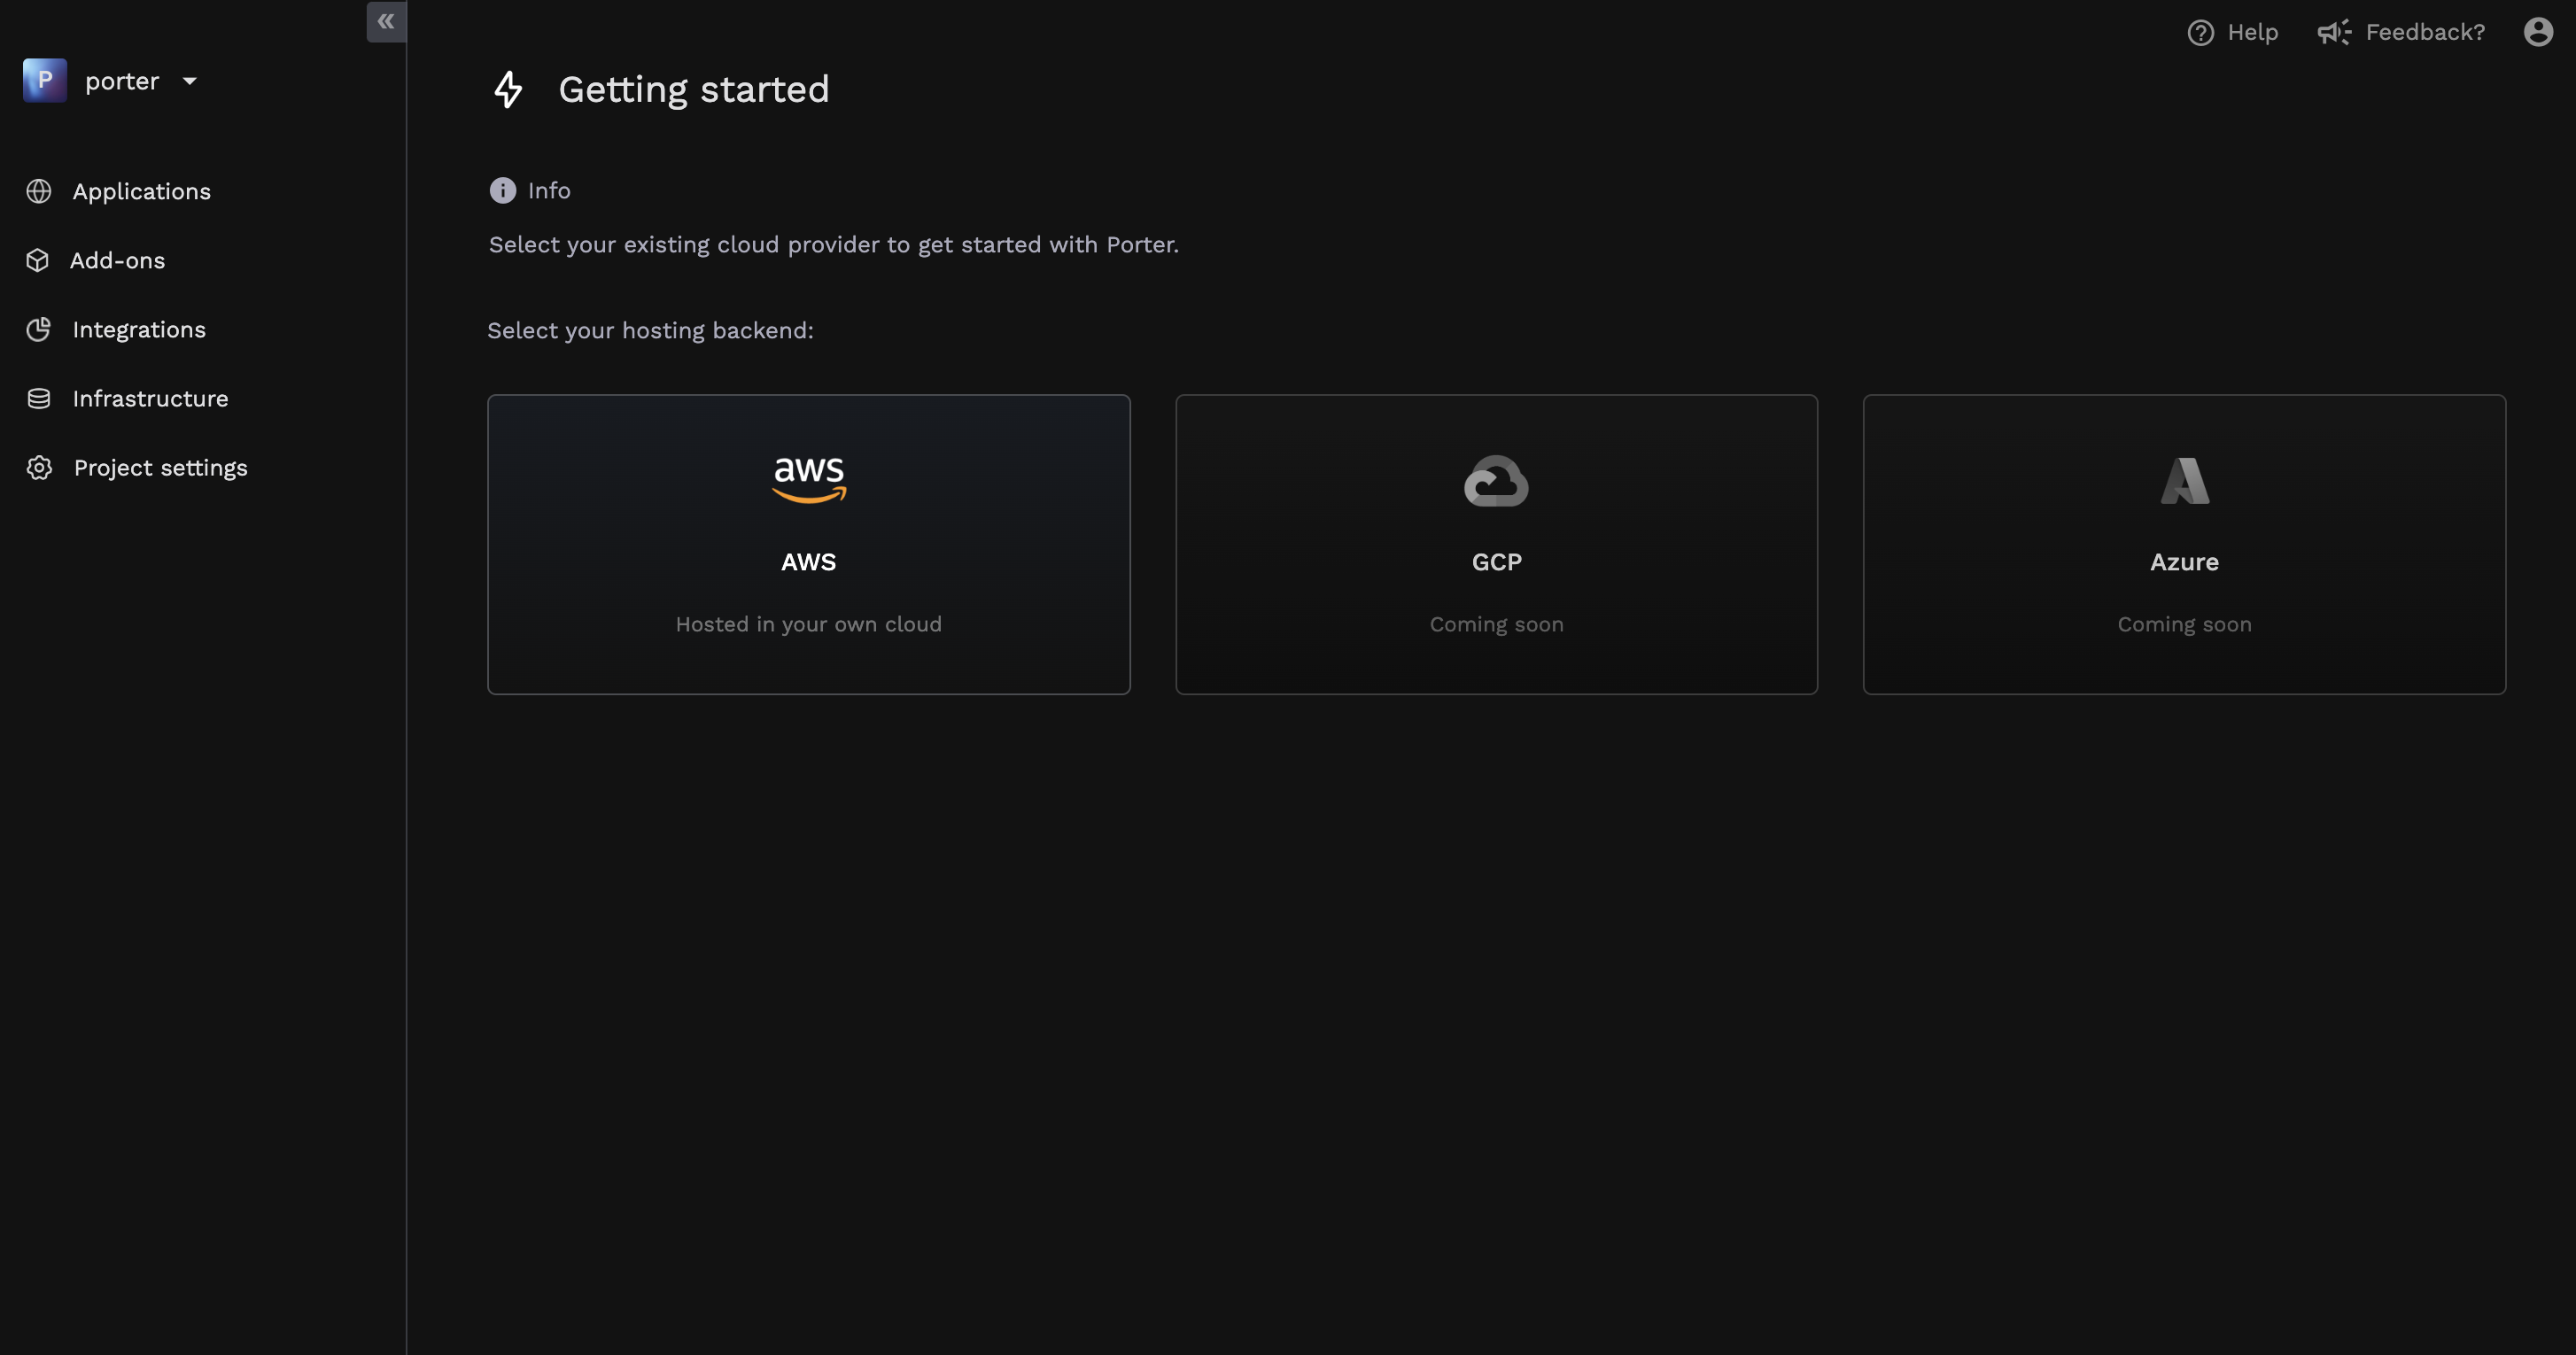 P
porter
Applications
Add-ons
Integrations
Infrastructure
Project settings
Help
Feedback?
Getting started
Info
Select your existing cloud provider to get started with Porter.
Select your hosting backend:
aws
AWS
Hosted in your own cloud
GCP
Coming soon
Azure
Coming soon